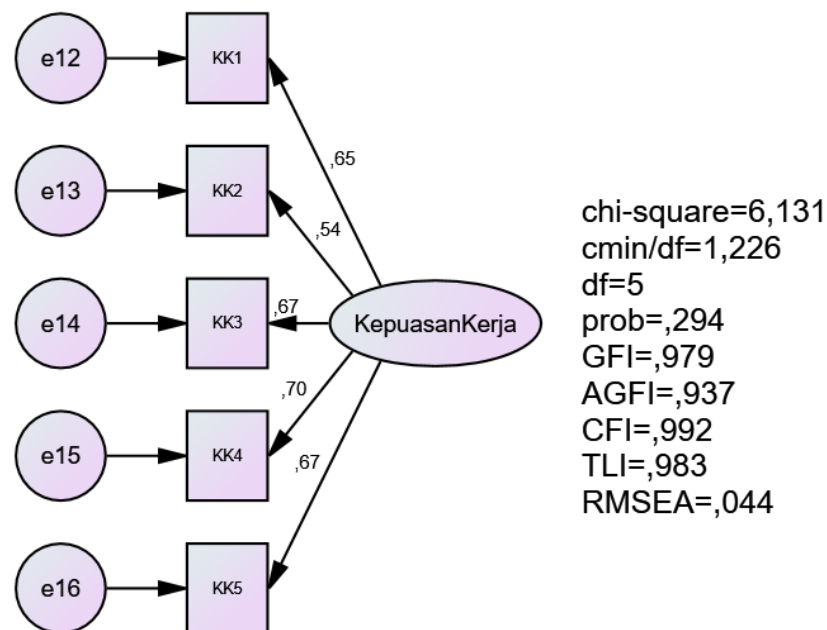 e12
KK1
,65
e13
KK2
,54
e14
KK3
,67
KepuasanKerja
e15
KK4
,70
e16
KK5
,67
chi-square=6,131
cmin/df=1,226
df=5
prob=,294
GFI=,979
AGFI=,937
CFI=,992
TLI=,983
RMSEA=,044